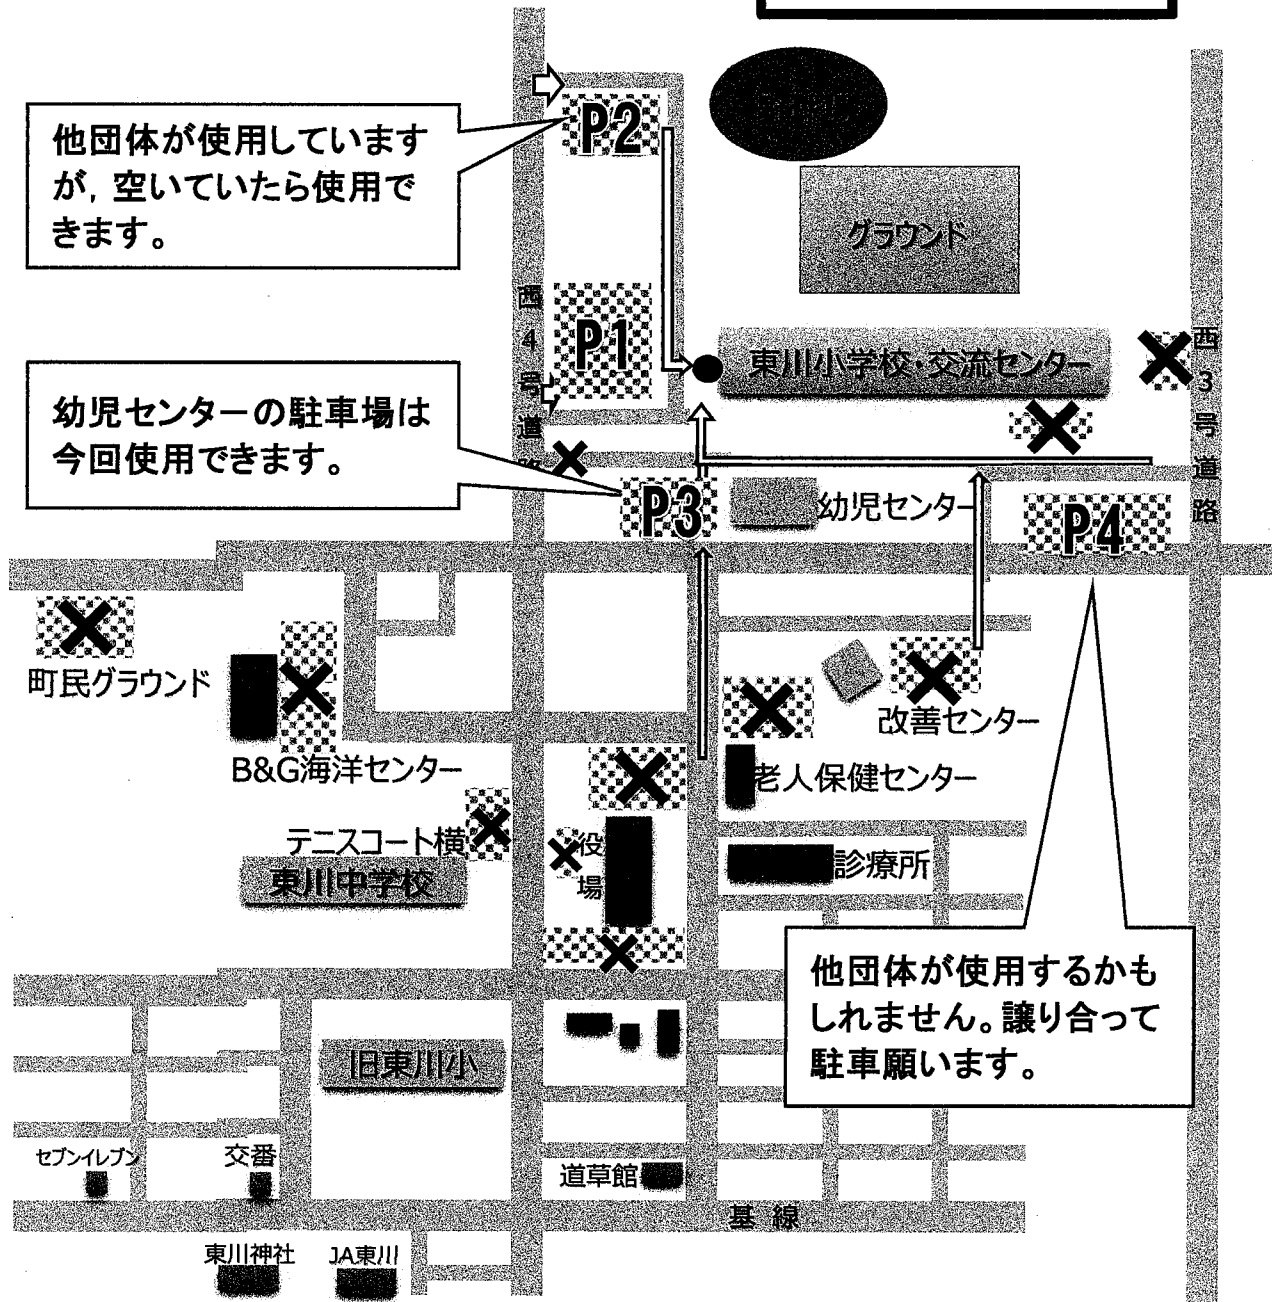 P2
他団体が使用しています
が，空いていたら使用で
きます。
グラウンド
西4号道路
P1
東川小学校・交流センター
西3号道路
幼児センターの駐車場は
今回使用できます。
P3
幼児センター
P4
町民グラウンド
改善センター
B&G海洋センター
老人保健センター
テニスコート横
役場
東川中学校
診療所
他団体が使用するかも
しれません。譲り合って
駐車願います。
旧東川小
セブンイレブン
交番
道草館
基線
東川神社
JA東川